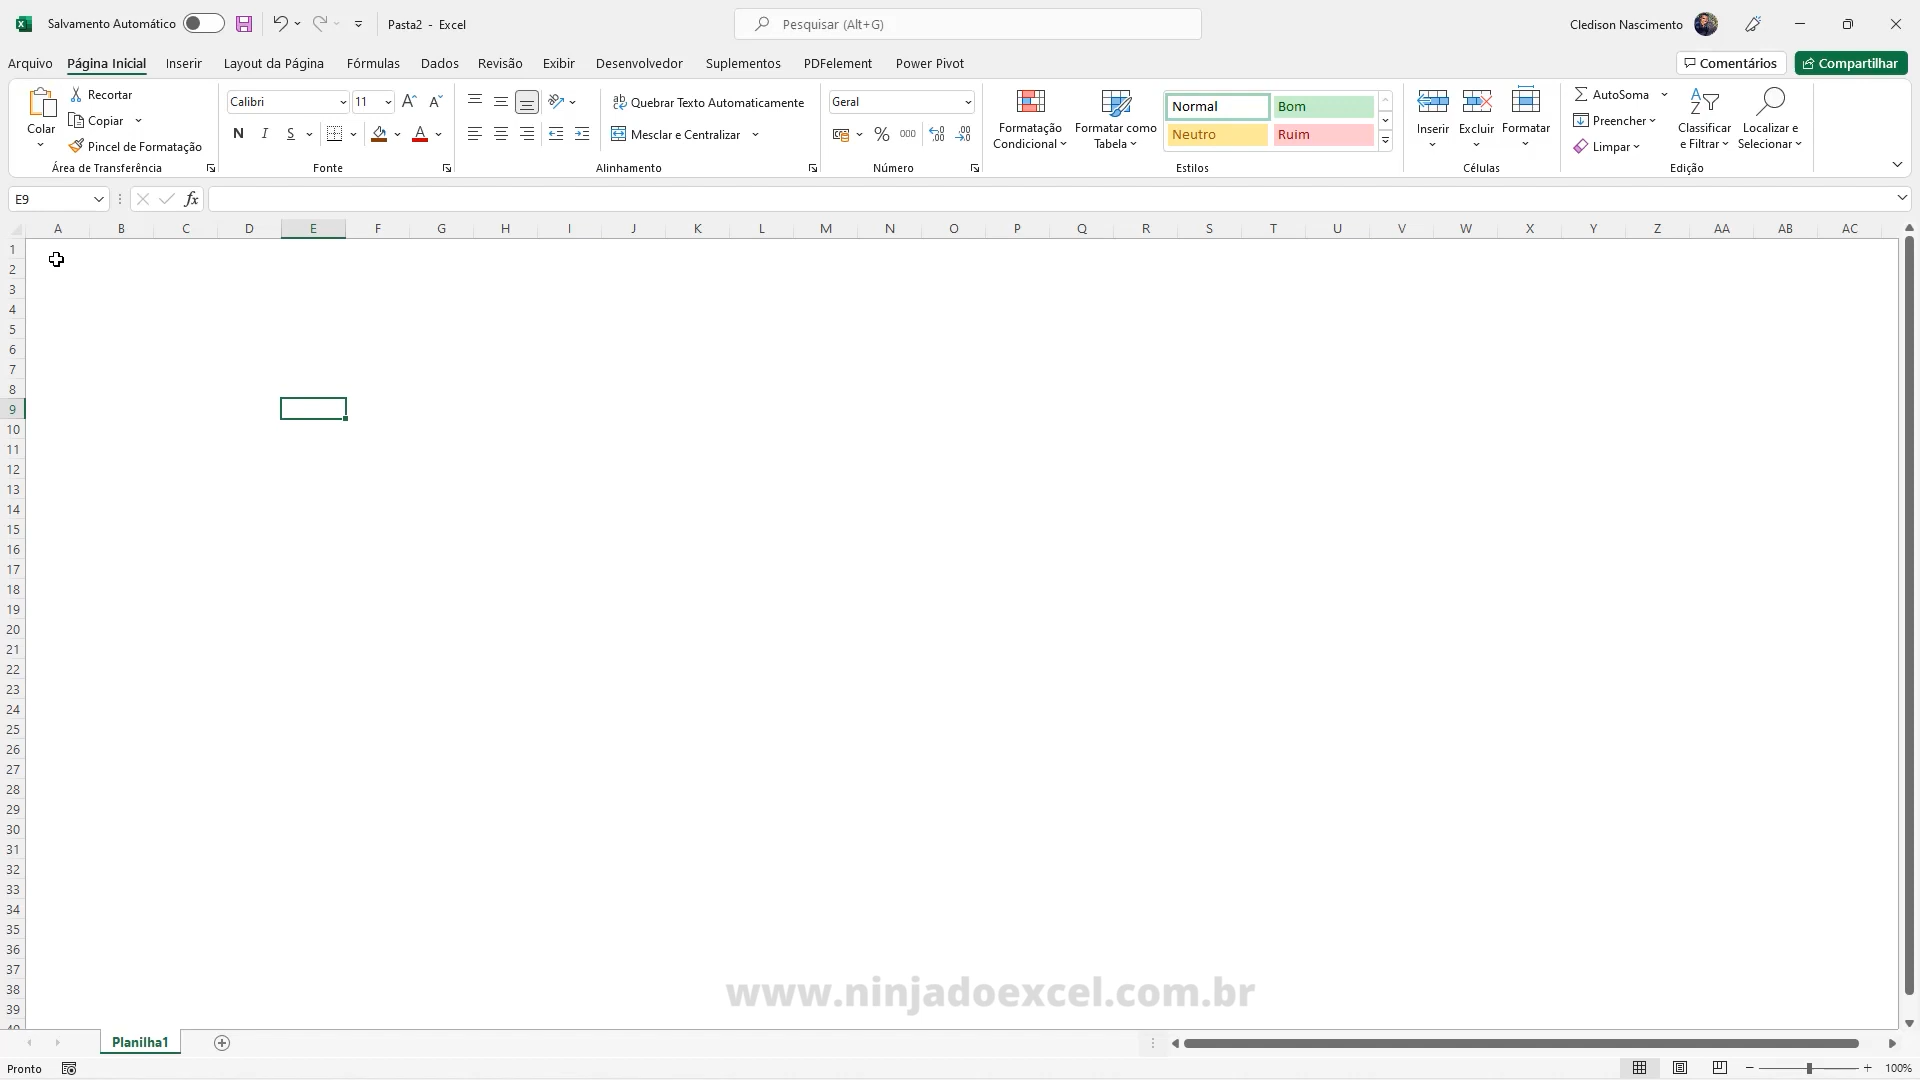 Salvamento Automático
Pasta2 - Excel
Pesquisar (Alt+G)
Cledison Nascimento
Arquivo Página Inicial Inserir Layout da Página Fórmulas Dados Revisão Exibir Desenvolvedor Suplementos PDFelement Power Pivot
Comentários
Compartilhar
Colar
Recortar
Copiar
Pincel de Formatação
Área de Transferência
Calibri
11
N I S
Fonte
Quebrar Texto Automaticamente
Mesclar e Centralizar
Alinhamento
Geral
% 000
Número
Formatação
Condicional
Formatar como
Tabela
Normal
Bom
Neutro
Ruim
Estilos
Inserir
Excluir
Formatar
Células
AutoSoma
Preencher
Limpar
Classificar
e Filtrar
Localizar e
Selecionar
Edição
E9
fx
A B C D E F G H I J K L M N O P Q R S T U V W X Y Z AA AB AC
1
2
3
4
5
6
7
8
9
10
11
12
13
14
15
16
17
18
19
20
21
22
23
24
25
26
27
28
29
30
31
32
33
34
35
36
37
38
39
40
www.ninjadoexcel.com.br
Planilha1
Pronto
100%